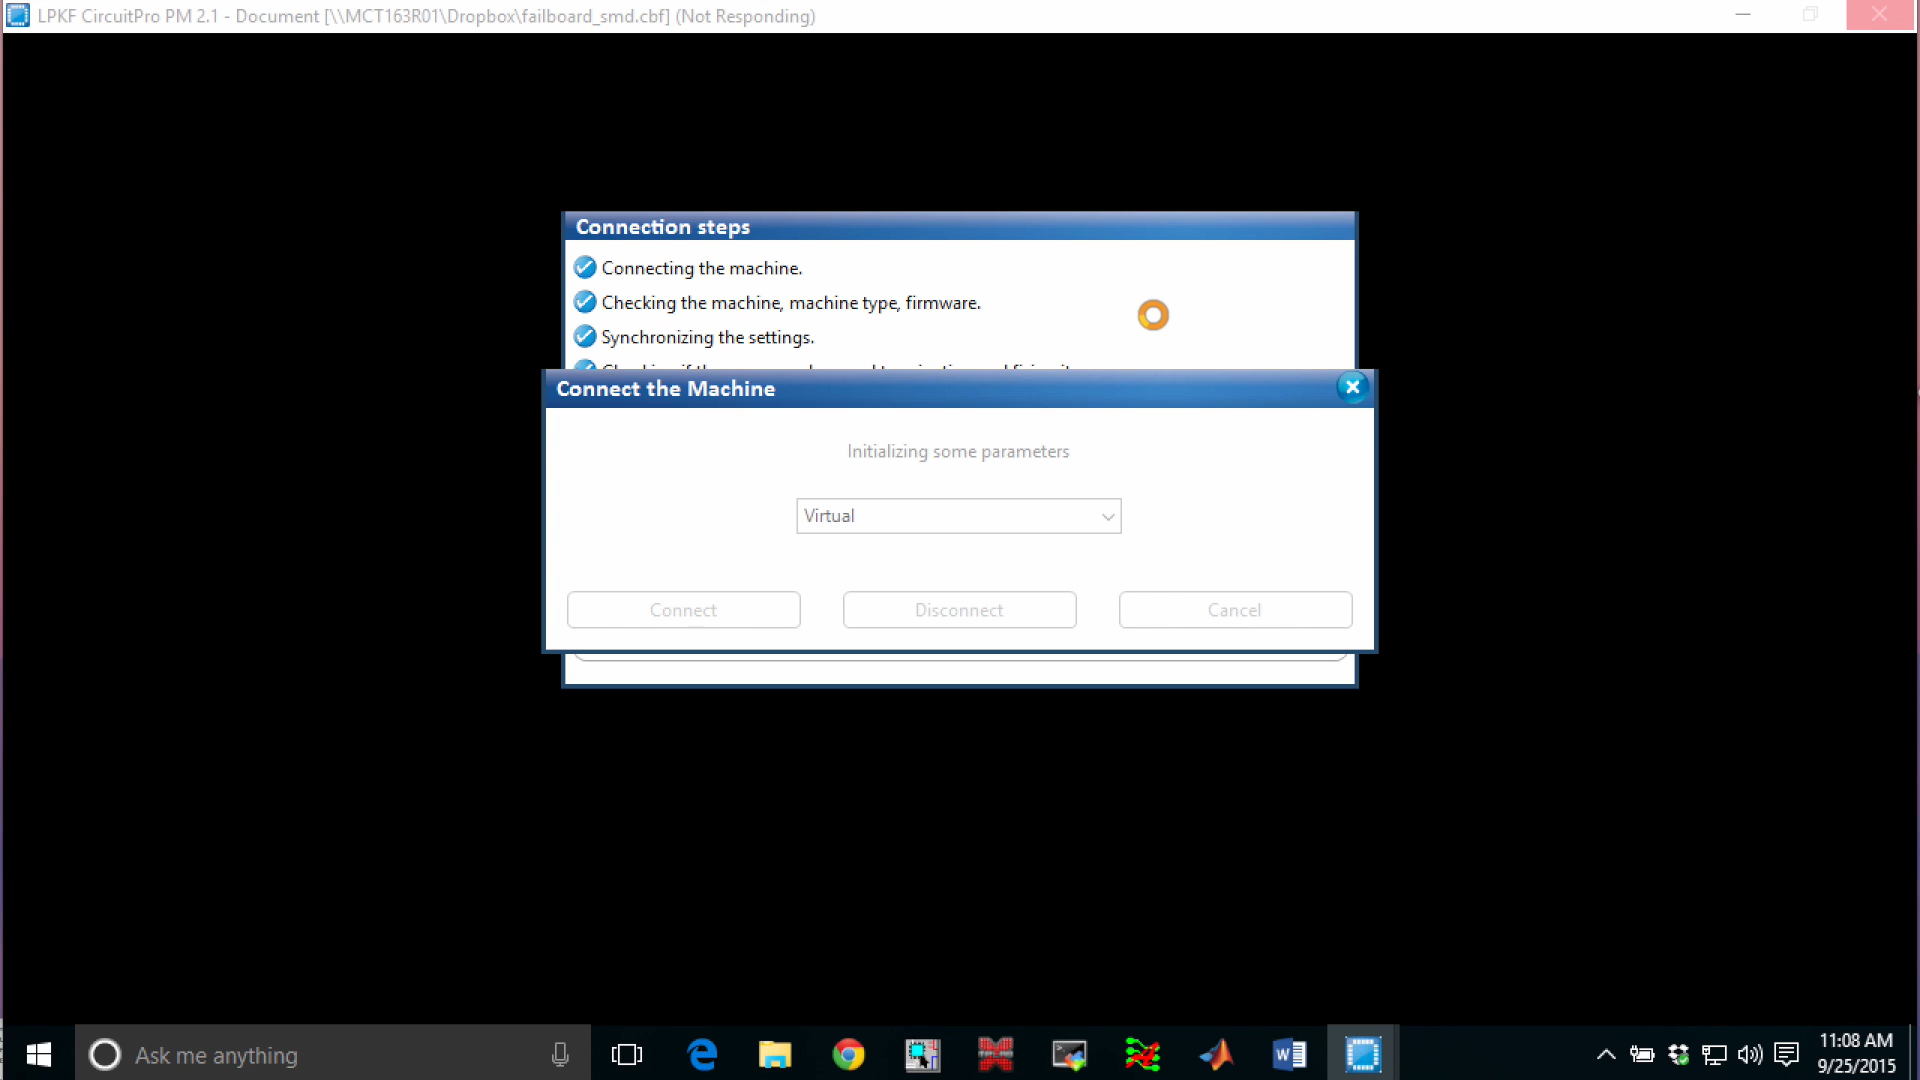 LPKF CircuitPro PM 2.1 - Document [\\MCT163R01\Dropbox\failboard_smd.cbf] (Not Responding)
Connection steps
Connecting the machine.
Checking the machine, machine type, firmware.
Synchronizing the settings.
Connect the Machine
Initializing some parameters
Virtual
Connect Disconnect Cancel
Ask me anything
11:08 AM
9/25/2015